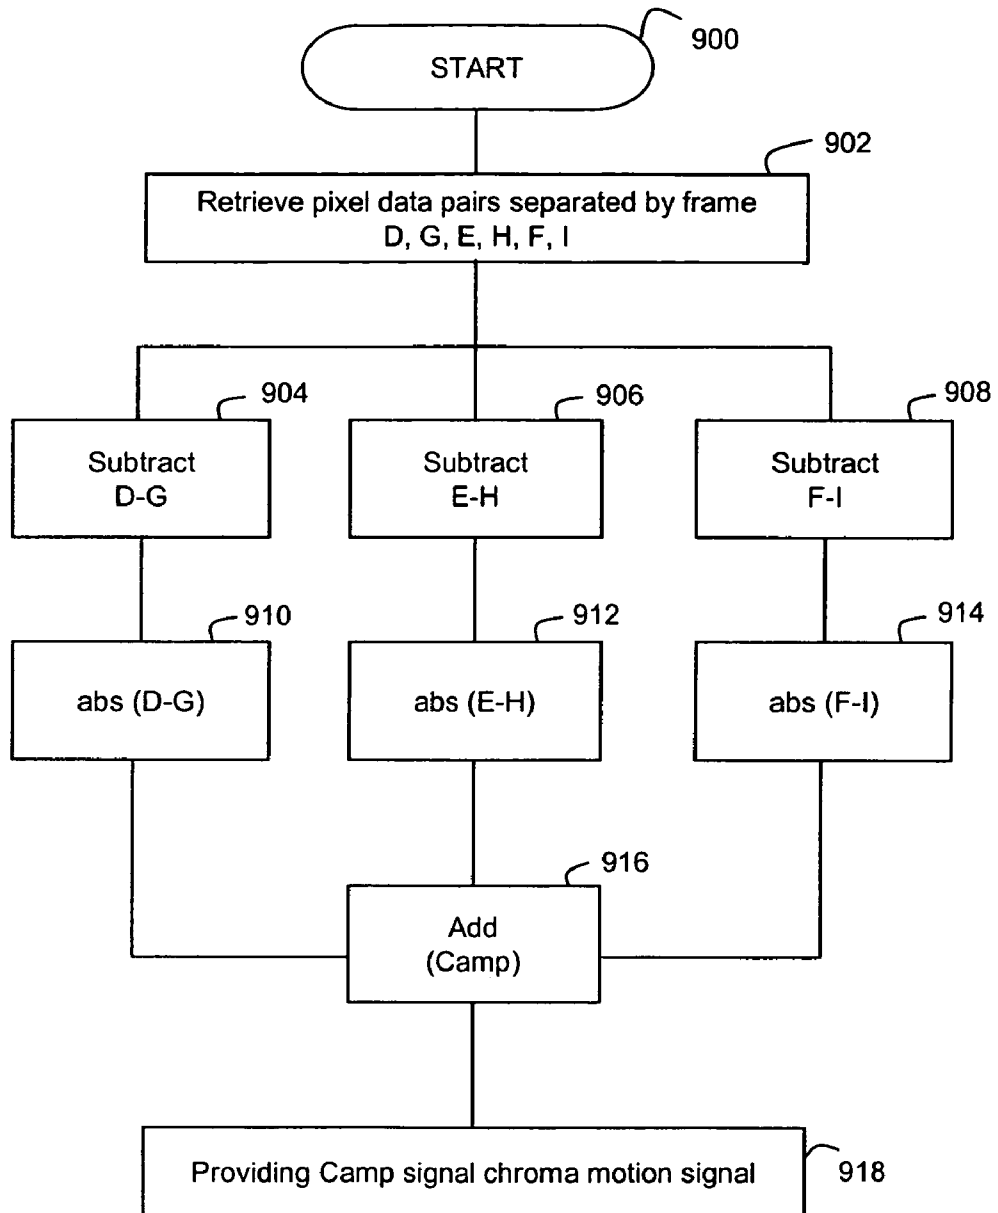 START
900
902
Retrieve pixel data pairs separated by frame
D, G, E, H, F, I
904
906
908
Subtract
D-G
Subtract
E-H
Subtract
F-I
910
912
914
abs (D-G)
abs (E-H)
abs (F-I)
916
Add
(Camp)
Providing Camp signal chroma motion signal
918